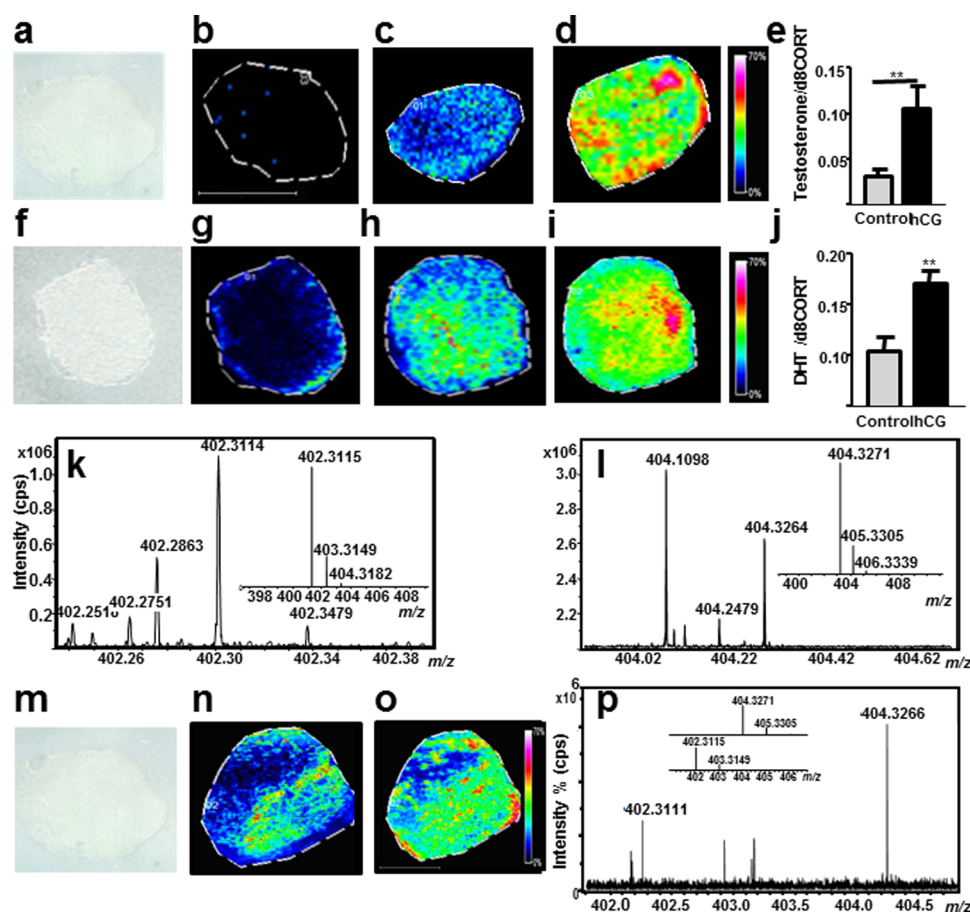 a
b
c
d
e
01
03
70%
0%
Testosterone/d8CORT
0.15
0.10
0.05
**
Control hCG
f
g
h
i
j
01
70%
0%
DHT /d8CORT
0.20
0.15
0.10
**
Control hCG
k
x10⁶
Intensity (cps)
1.0
0.8
0.6
0.4
0.2
402.3114
402.2863
402.2751
402.3479
402.3115
403.3149
404.3182
398 400 402 404 406 408
m/z
402.26 402.30 402.34 402.38 m/z
l
x10⁶
3.0
2.8
2.6
2.4
2.2
404.1098
404.3264
404.2479
404.3271
405.3305
406.3339
400 404 408
m/z
404.02 404.22 404.42 404.62 m/z
m
n
o
p
02
02
70%
0%
6
x10
0
Intensity % (cps)
404.3271
405.3305
402.3115
403.3149
402 403 404 405 406 m/z
402.3111
404.3266
402.0 402.5 403.0 403.5 404.0 404.5 m/z